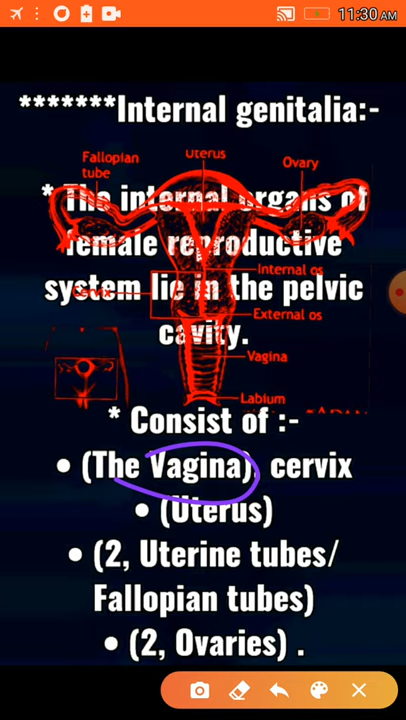 11:30 AM
*******Internal genitalia:-
Fallopian tube
Uterus
Ovary
* The internal organs of
female reproductive
Internal os
system lie in the pelvic
Cervix
External os
cavity.
Vagina
Labium
* Consist of :-
• (The Vagina), cervix
• (Uterus)
• (2, Uterine tubes/
Fallopian tubes)
• (2, Ovaries) .